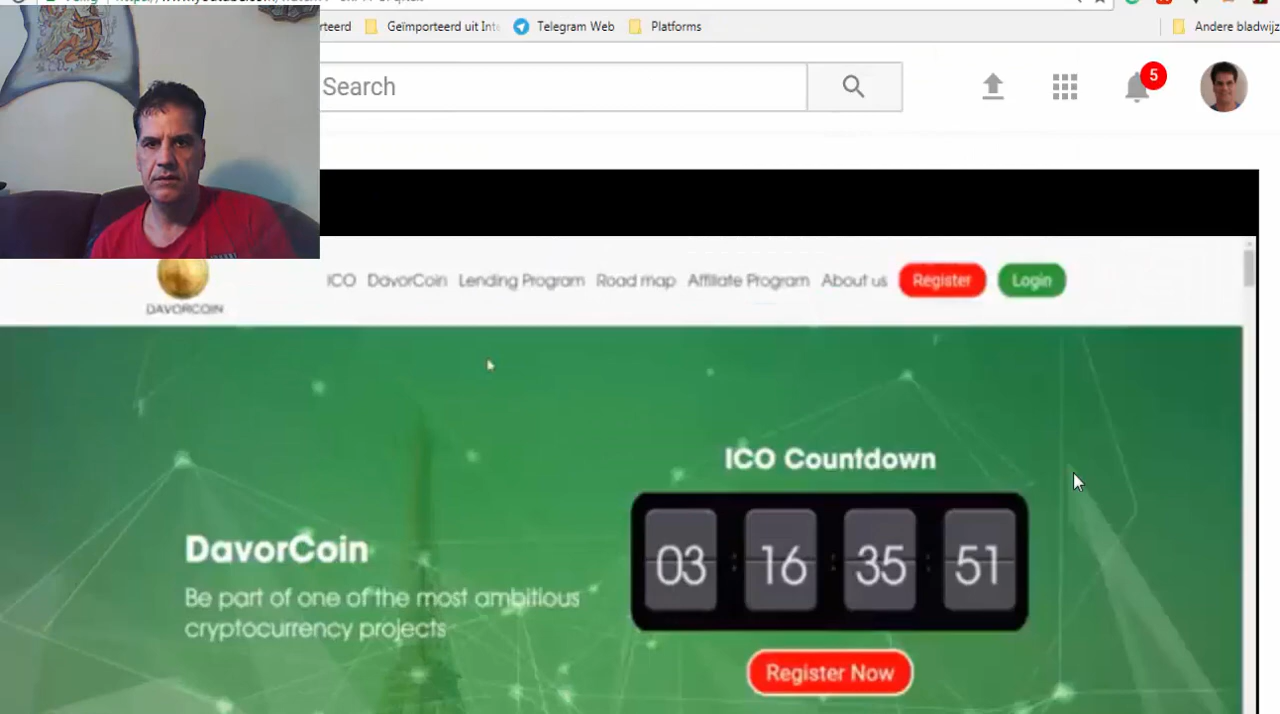 Geïmporteerd uit Int
Telegram Web
Platforms
Andere bladwijz
Search
5
DAVORCOIN
ICO
DavorCoin
Lending Program
Road map
Affiliate Program
About us
Register
Login
ICO Countdown
03 : 16 : 35 : 51
DavorCoin
Be part of one of the most ambitious
cryptocurrency projects
Register Now